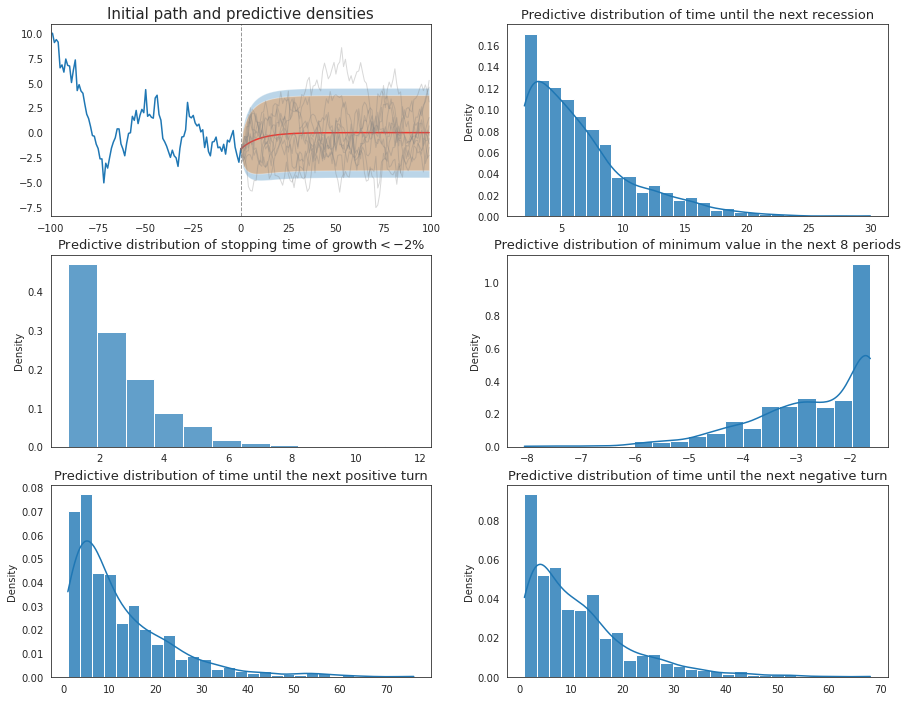 Initial path and predictive densities
10.0
7.5
5.0
2.5
0.0
−2.5
−5.0
−7.5
−100 −75 −50 −25 0 25 50 75 100
Predictive distribution of time until the next recession
Density
0.16
0.14
0.12
0.10
0.08
0.06
0.04
0.02
0.00
5 10 15 20 25 30
Predictive distribution of stopping time of growth < −2%
Density
0.4
0.3
0.2
0.1
0.0
2 4 6 8 10 12
Predictive distribution of minimum value in the next 8 periods
Density
1.0
0.8
0.6
0.4
0.2
0.0
−8 −7 −6 −5 −4 −3 −2
Predictive distribution of time until the next positive turn
Density
0.08
0.07
0.06
0.05
0.04
0.03
0.02
0.01
0.00
0 10 20 30 40 50 60 70
Predictive distribution of time until the next negative turn
Density
0.08
0.06
0.04
0.02
0.00
0 10 20 30 40 50 60 70